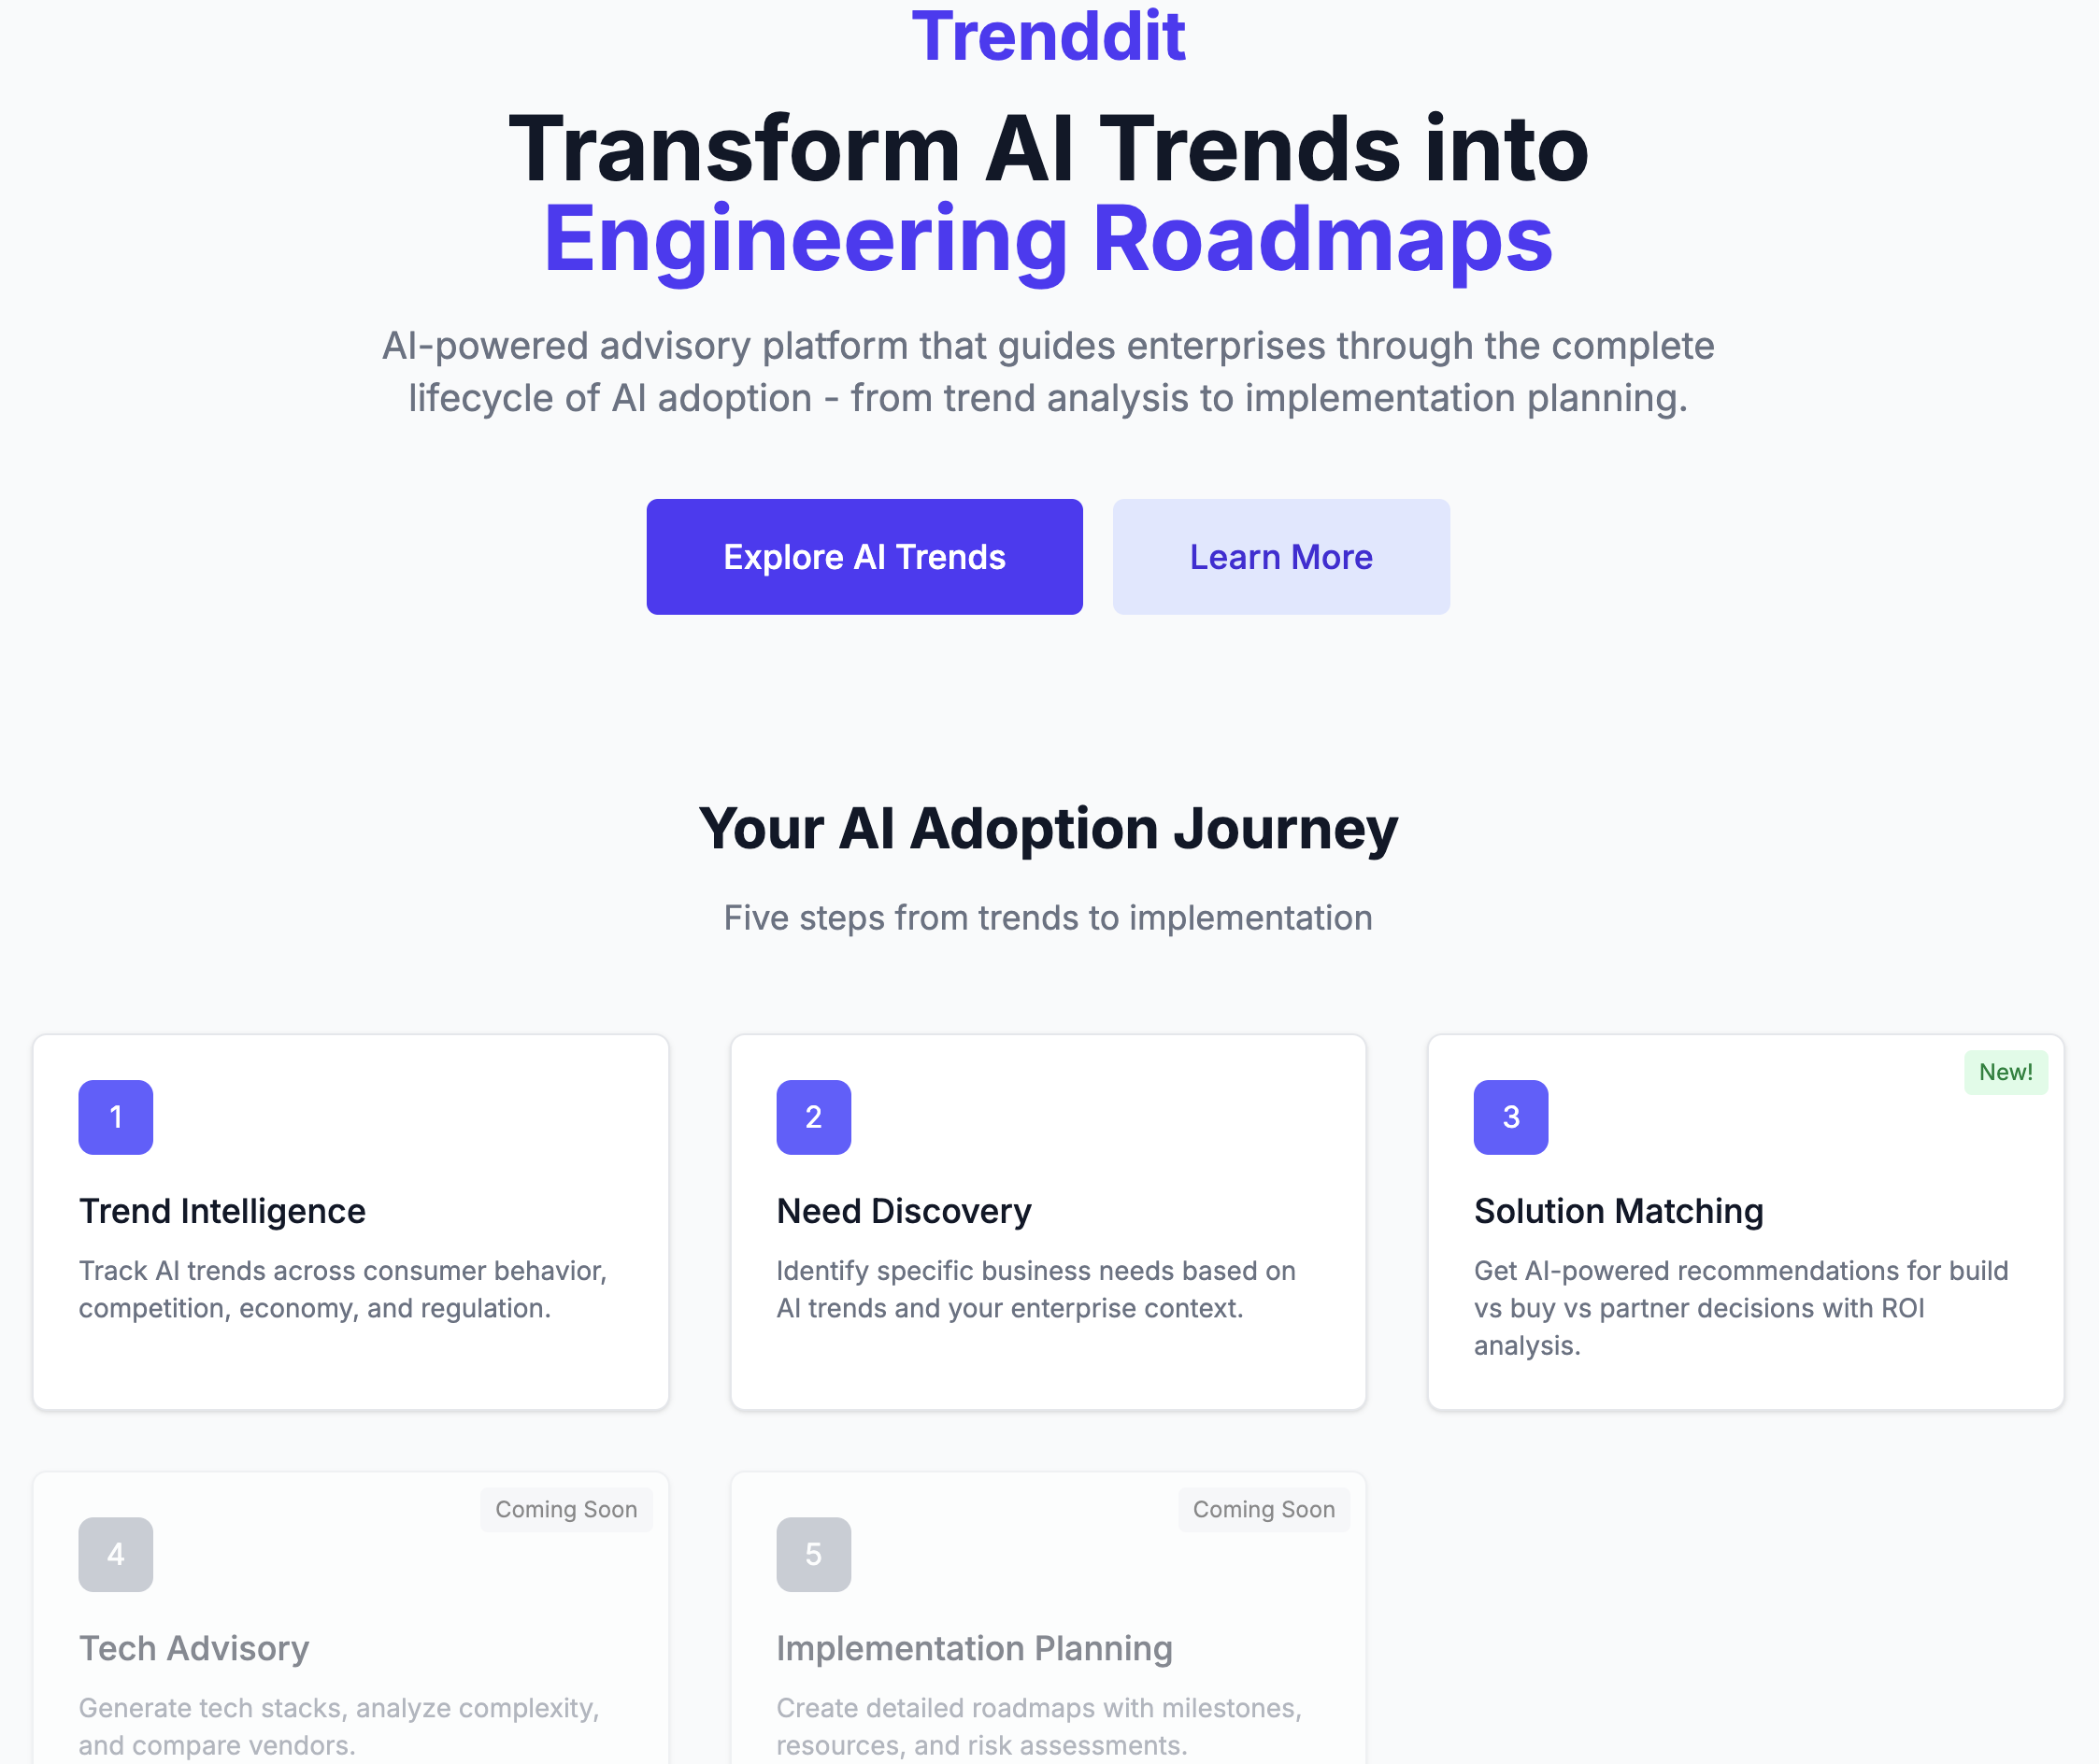 Trenddit
Transform AI Trends into
Engineering Roadmaps
AI-powered advisory platform that guides enterprises through the complete
lifecycle of AI adoption - from trend analysis to implementation planning.
Explore AI Trends
Learn More
Your AI Adoption Journey
Five steps from trends to implementation
1
Trend Intelligence
Track AI trends across consumer behavior,
competition, economy, and regulation.
2
Need Discovery
Identify specific business needs based on
AI trends and your enterprise context.
New!
3
Solution Matching
Get AI-powered recommendations for build
vs buy vs partner decisions with ROI
analysis.
Coming Soon
4
Tech Advisory
Generate tech stacks, analyze complexity,
and compare vendors.
Coming Soon
5
Implementation Planning
Create detailed roadmaps with milestones,
resources, and risk assessments.